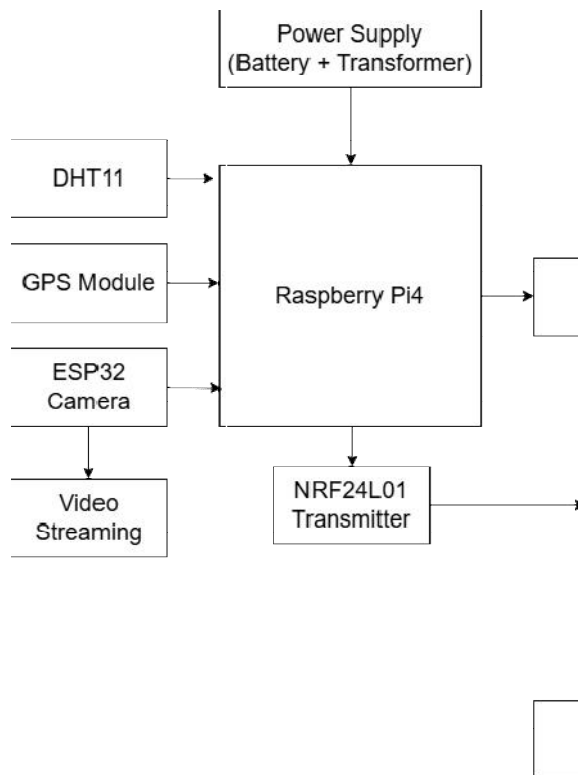 Power Supply
(Battery + Transformer)
DHT11
GPS Module
Raspberry Pi4
ESP32
Camera
Video
Streaming
NRF24L01
Transmitter